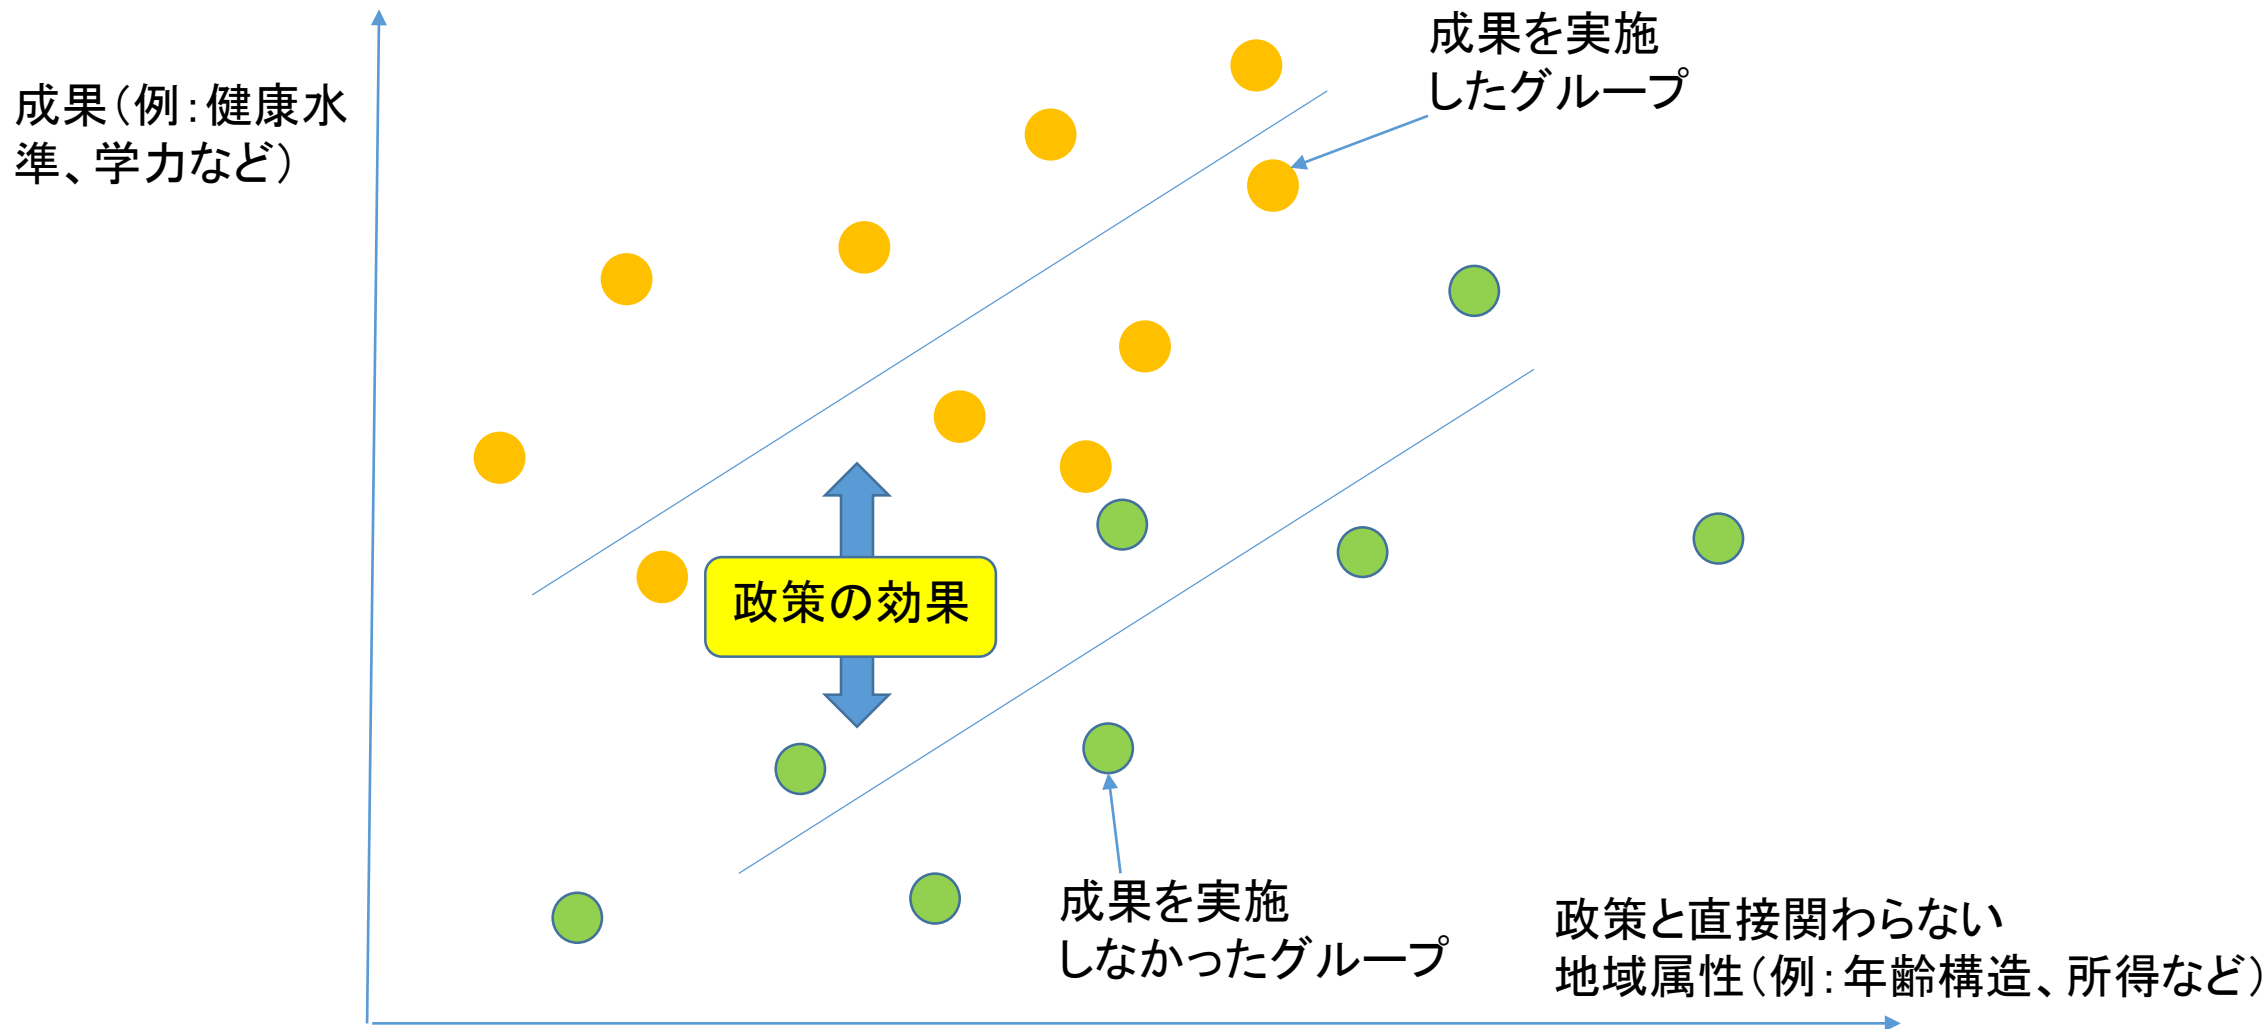 成果(例:健康水
準、学力など)
成果を実施
したグループ
政策の効果
成果を実施
しなかったグループ
政策と直接関わらない
地域属性(例:年齢構造、所得など)